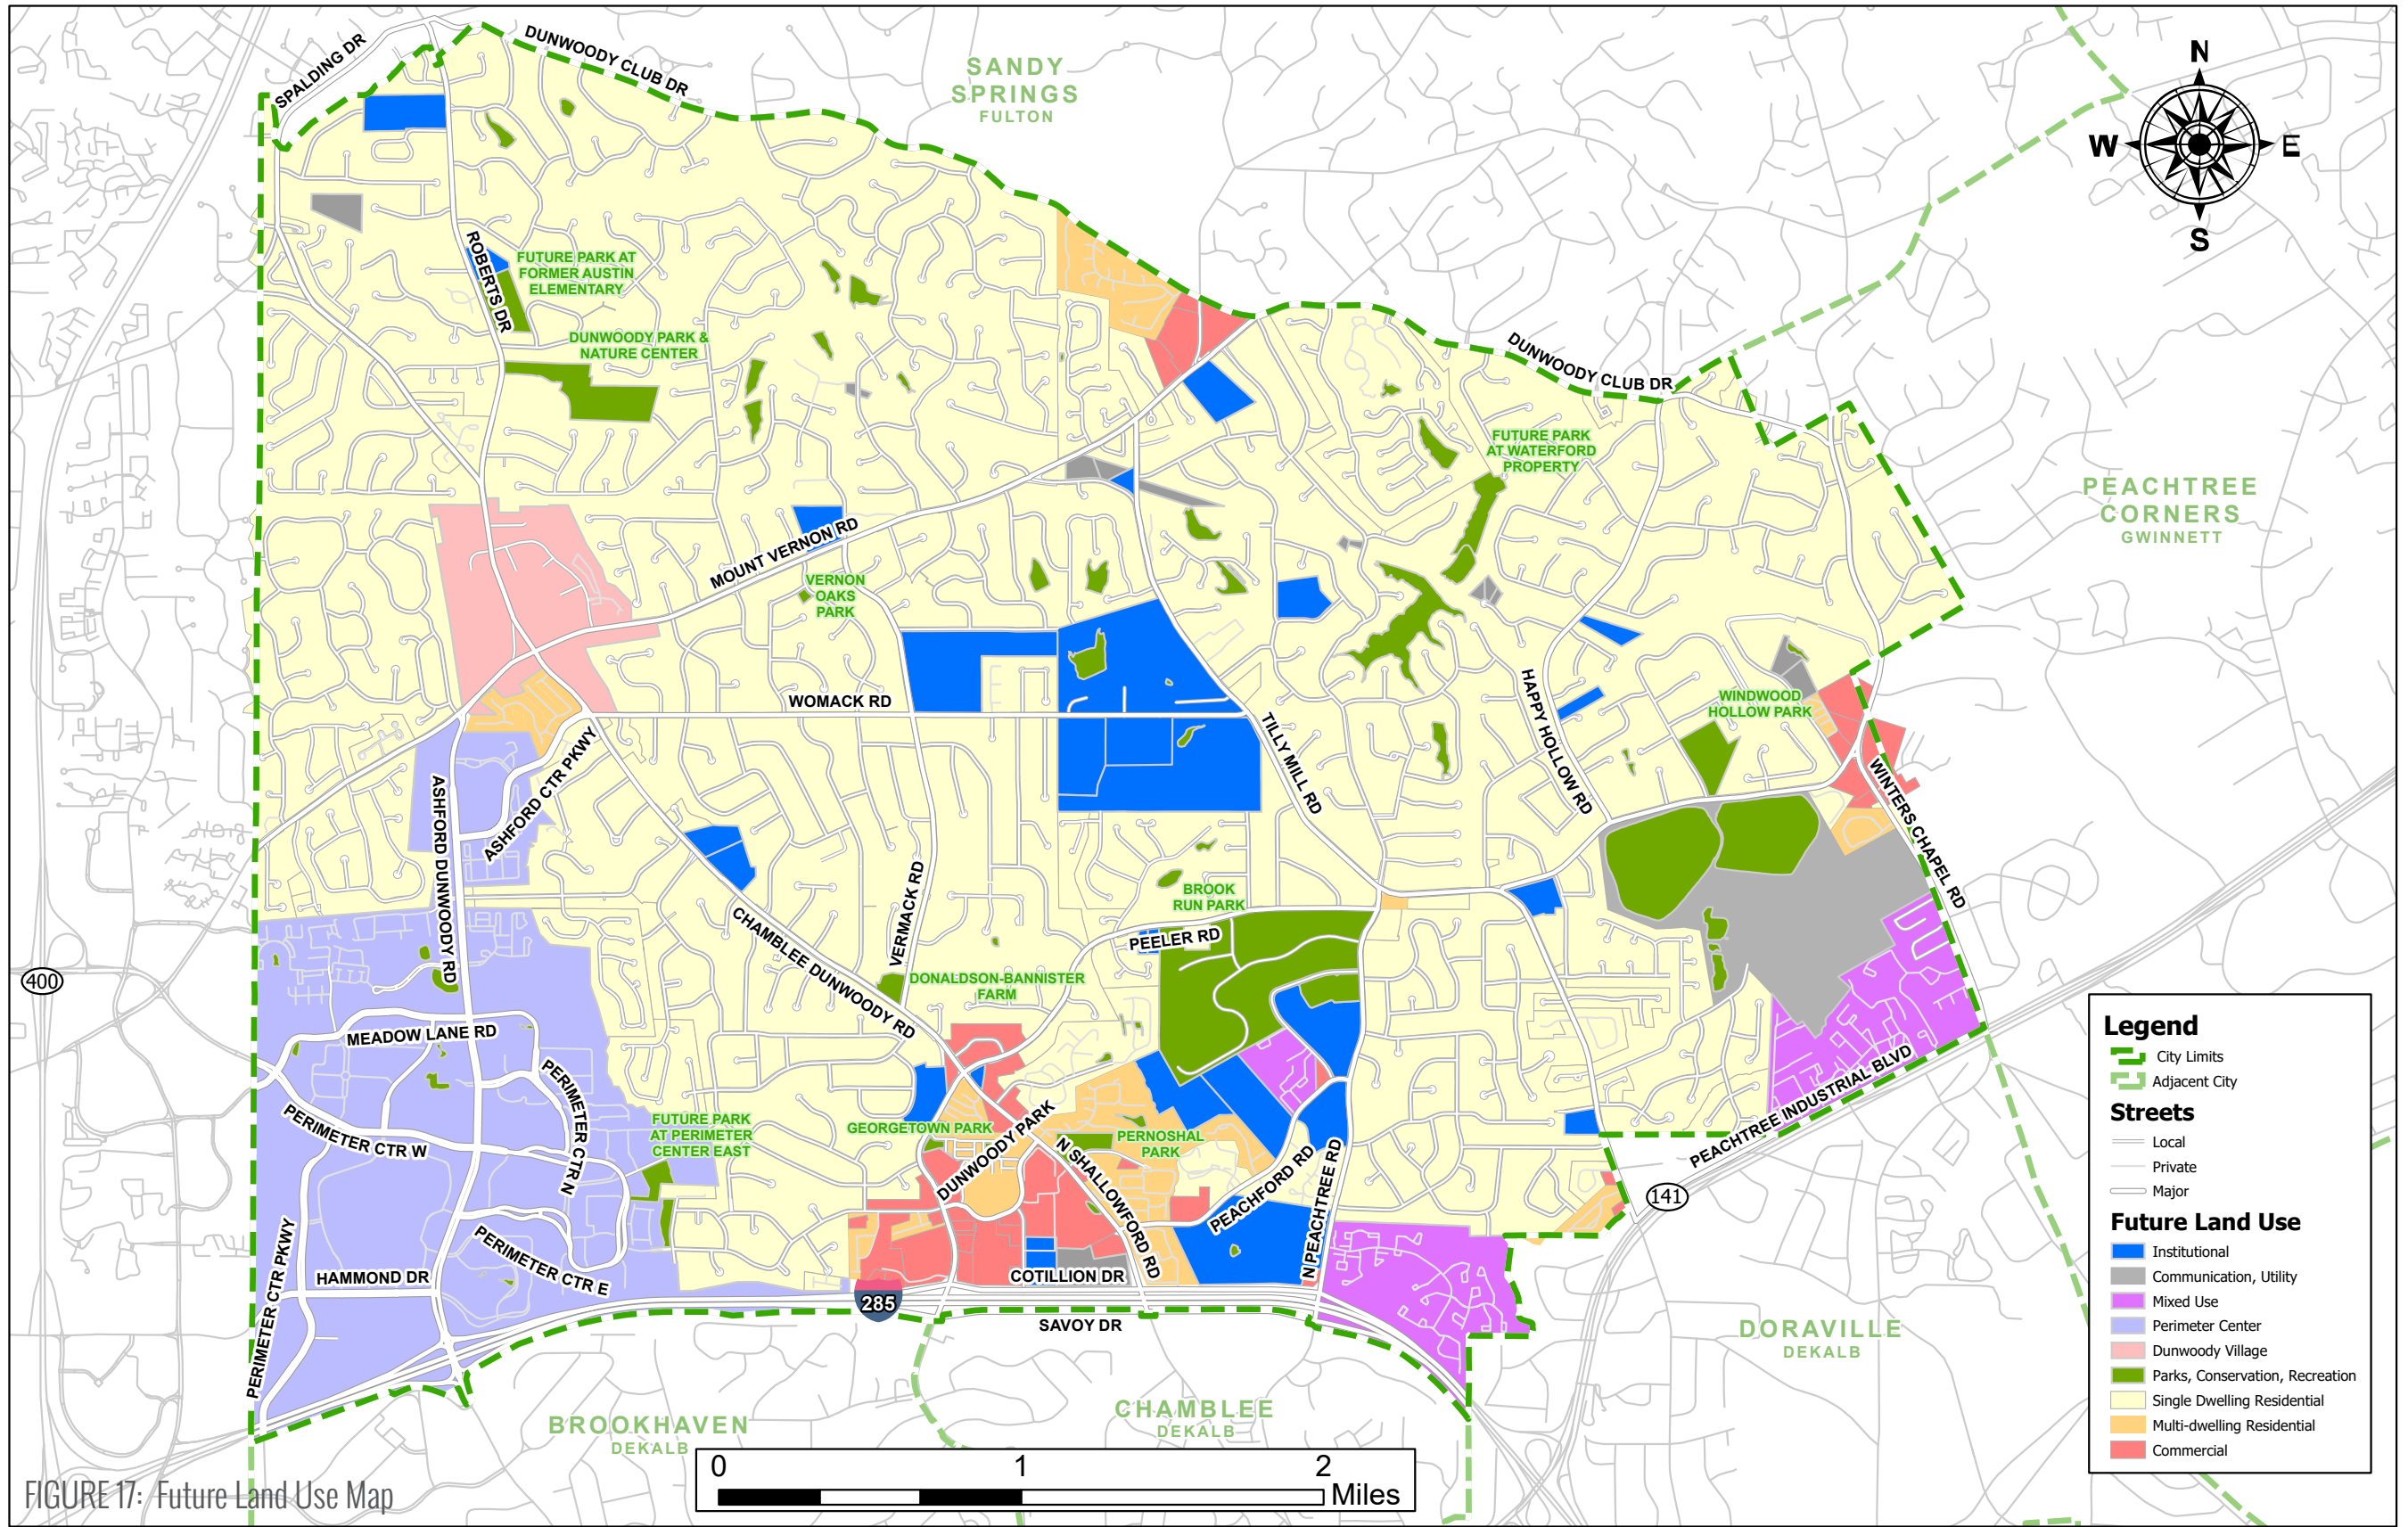 SPALDING DR
DUNWOODY CLUB DR
SANDY
SPRINGS
FULTON
N
W
E
S
ROBERTS DR
FUTURE PARK AT
FORMER AUSTIN
ELEMENTARY
DUNWOODY PARK &
NATURE CENTER
DUNWOODY CLUB DR
FUTURE PARK
AT WATERFORD
PROPERTY
PEACHTREE
CORNERS
GWINNETT
MOUNT VERNON RD
VERNON
OAKS
PARK
WOMACK RD
TILLY MILL RD
HAPPY HOLLOW RD
WINDWOOD
HOLLOW PARK
WINTERS CHAPEL RD
ASHFORD DUNWOODY RD
ASHFORD CTR PKWY
CHAMBLEE DUNWOODY RD
VERMACK RD
BROOK
RUN PARK
PEELER RD
DONALDSON-BANNISTER
FARM
400
MEADOW LANE RD
PERIMETER CTR N
PERIMETER CTR W
FUTURE PARK
AT PERIMETER
CENTER EAST
GEORGETOWN PARK
DUNWOODY PARK
N SHALLOWFORD RD
PERNOSHAL
PARK
PEACHFORD RD
N PEACHTREE RD
PEACHTREE INDUSTRIAL BLVD
141
PERIMETER CTR PKWY
HAMMOND DR
PERIMETER CTR E
COTILLION DR
285
SAVOY DR
DORAVILLE
DEKALB
BROOKHAVEN
DEKALB
CHAMBLEE
DEKALB
Legend
City Limits
Adjacent City
Streets
Local
Private
Major
Future Land Use
Institutional
Communication, Utility
Mixed Use
Perimeter Center
Dunwoody Village
Parks, Conservation, Recreation
Single Dwelling Residential
Multi-dwelling Residential
Commercial
0 1 2
Miles
FIGURE 17: Future Land Use Map